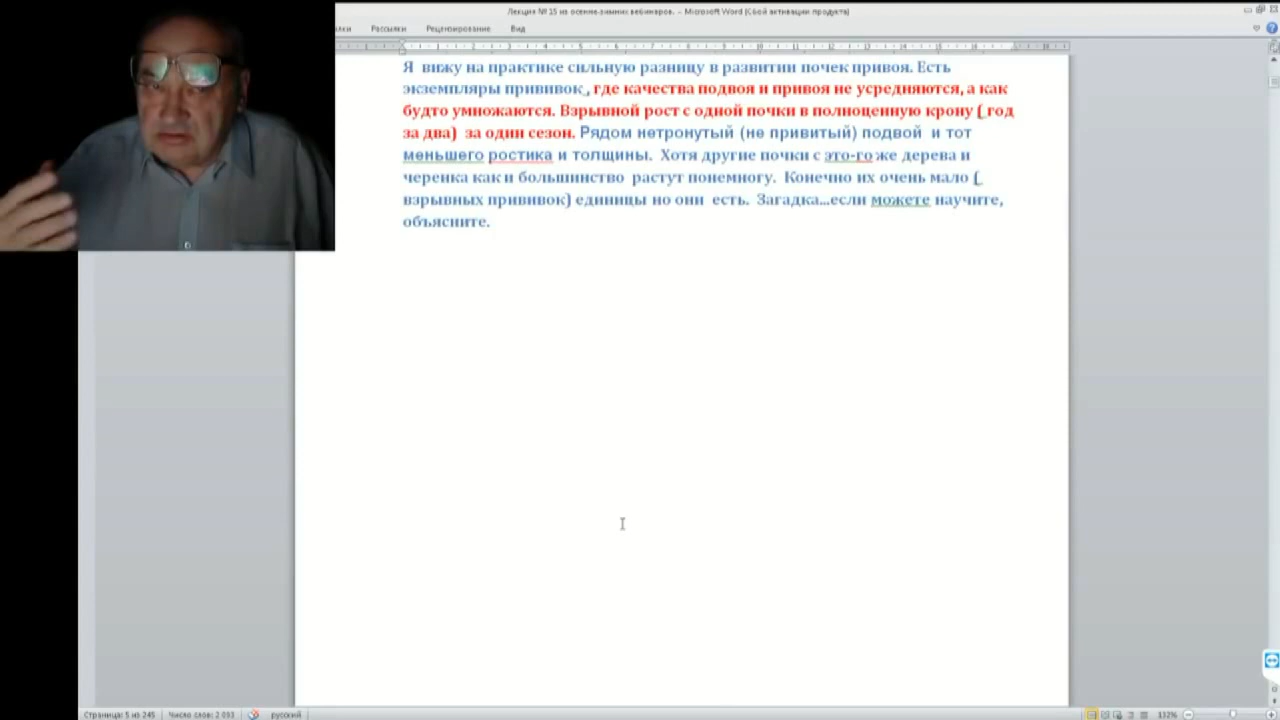 Лекция № 15 из осенне-зимних вебинаров. - Microsoft Word (Сбой активации продукта)
Рассылки Рецензирование Вид
Я вижу на практике сильную разницу в развитии почек привоя. Есть
экземпляры прививок , где качества подвоя и привоя не усредняются, а как
будто умножаются. Взрывной рост с одной почки в полноценную крону ( год
за два) за один сезон. Рядом нетронутый (не привитый) подвой и тот
меньшего ростика и толщины. Хотя другие почки с это-го же дерева и
черенка как и большинство растут понемногу. Конечно их очень мало (
взрывных прививок) единицы но они есть. Загадка...если можете научите,
объясните.
Страница: 5 из 245 Число слов: 2 093 русский 132%